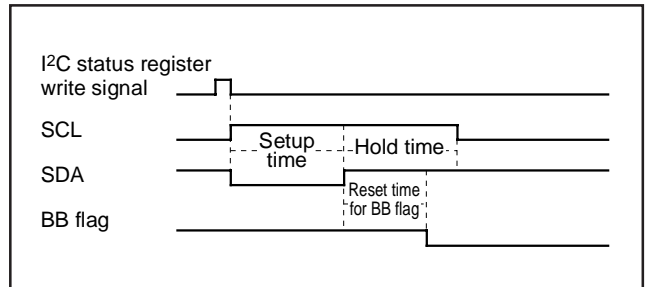 I²C status register
write signal
SCL
Setup
time
Hold time
SDA
Reset time
for BB flag
BB flag